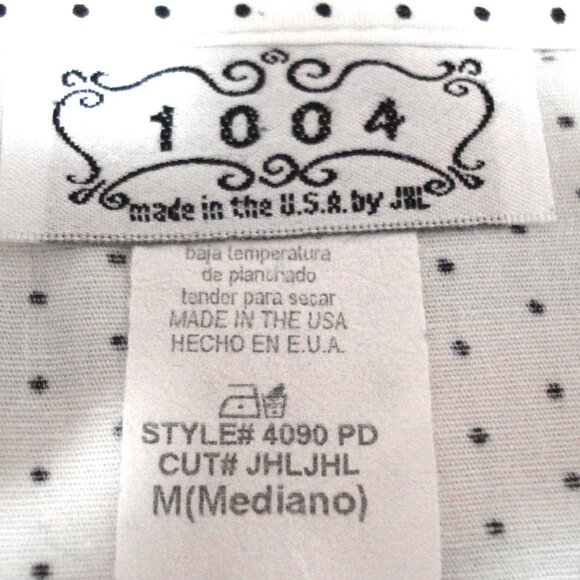 1004
made in the U.S.A. by JHL
baja temperatura
de planchado
tender para secar
MADE IN THE USA
HECHO EN E.U.A.
STYLE# 4090 PD
CUT# JHLJHL
M(Mediano)